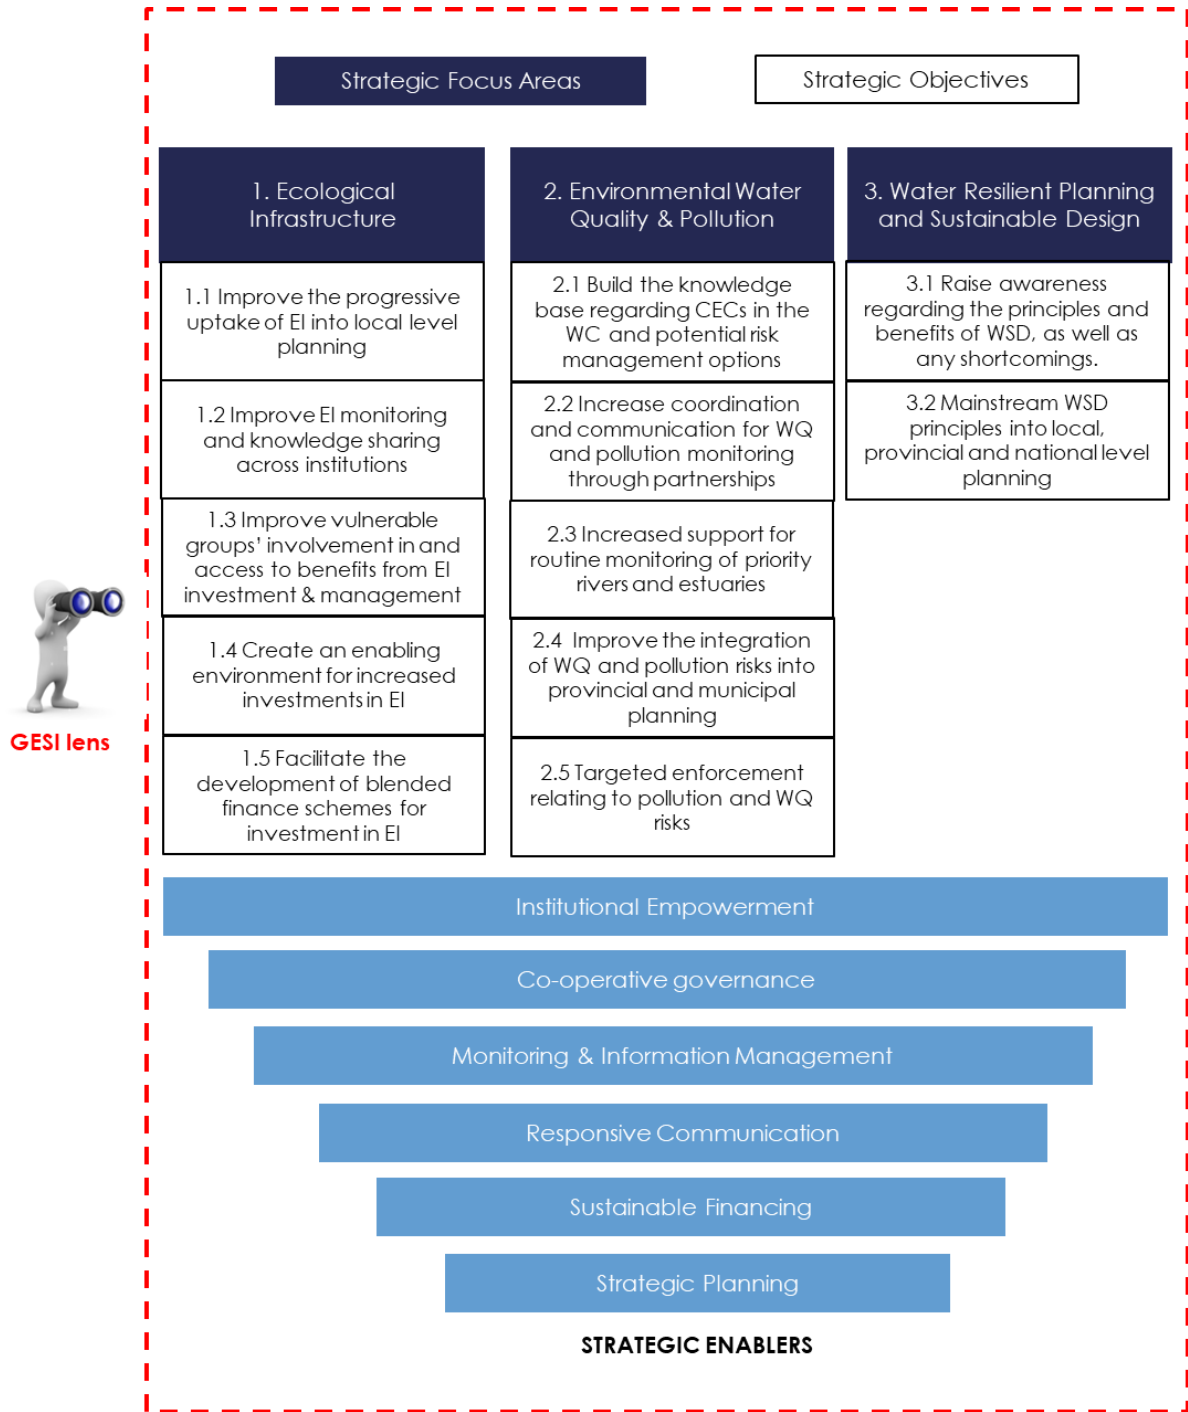 Strategic Focus Areas
Strategic Objectives
1. Ecological
Infrastructure
1.1 Improve the progressive
uptake of EI into local level
planning
1.2 Improve EI monitoring
and knowledge sharing
across institutions
1.3 Improve vulnerable
groups' involvement in and
access to benefits from EI
investment & management
1.4 Create an enabling
environment for increased
investments in EI
1.5 Facilitate the
development of blended
finance schemes for
investment in EI
2. Environmental Water
Quality & Pollution
2.1 Build the knowledge
base regarding CECs in the
WC and potential risk
management options
2.2 Increase coordination
and communication for WQ
and pollution monitoring
through partnerships
2.3 Increased support for
routine monitoring of priority
rivers and estuaries
2.4 Improve the integration
of WQ and pollution risks into
provincial and municipal
planning
2.5 Targeted enforcement
relating to pollution and WQ
risks
3. Water Resilient Planning
and Sustainable Design
3.1 Raise awareness
regarding the principles and
benefits of WSD, as well as
any shortcomings.
3.2 Mainstream WSD
principles into local,
provincial and national level
planning
GESI lens
Institutional Empowerment
Co-operative governance
Monitoring & Information Management
Responsive Communication
Sustainable Financing
Strategic Planning
STRATEGIC ENABLERS